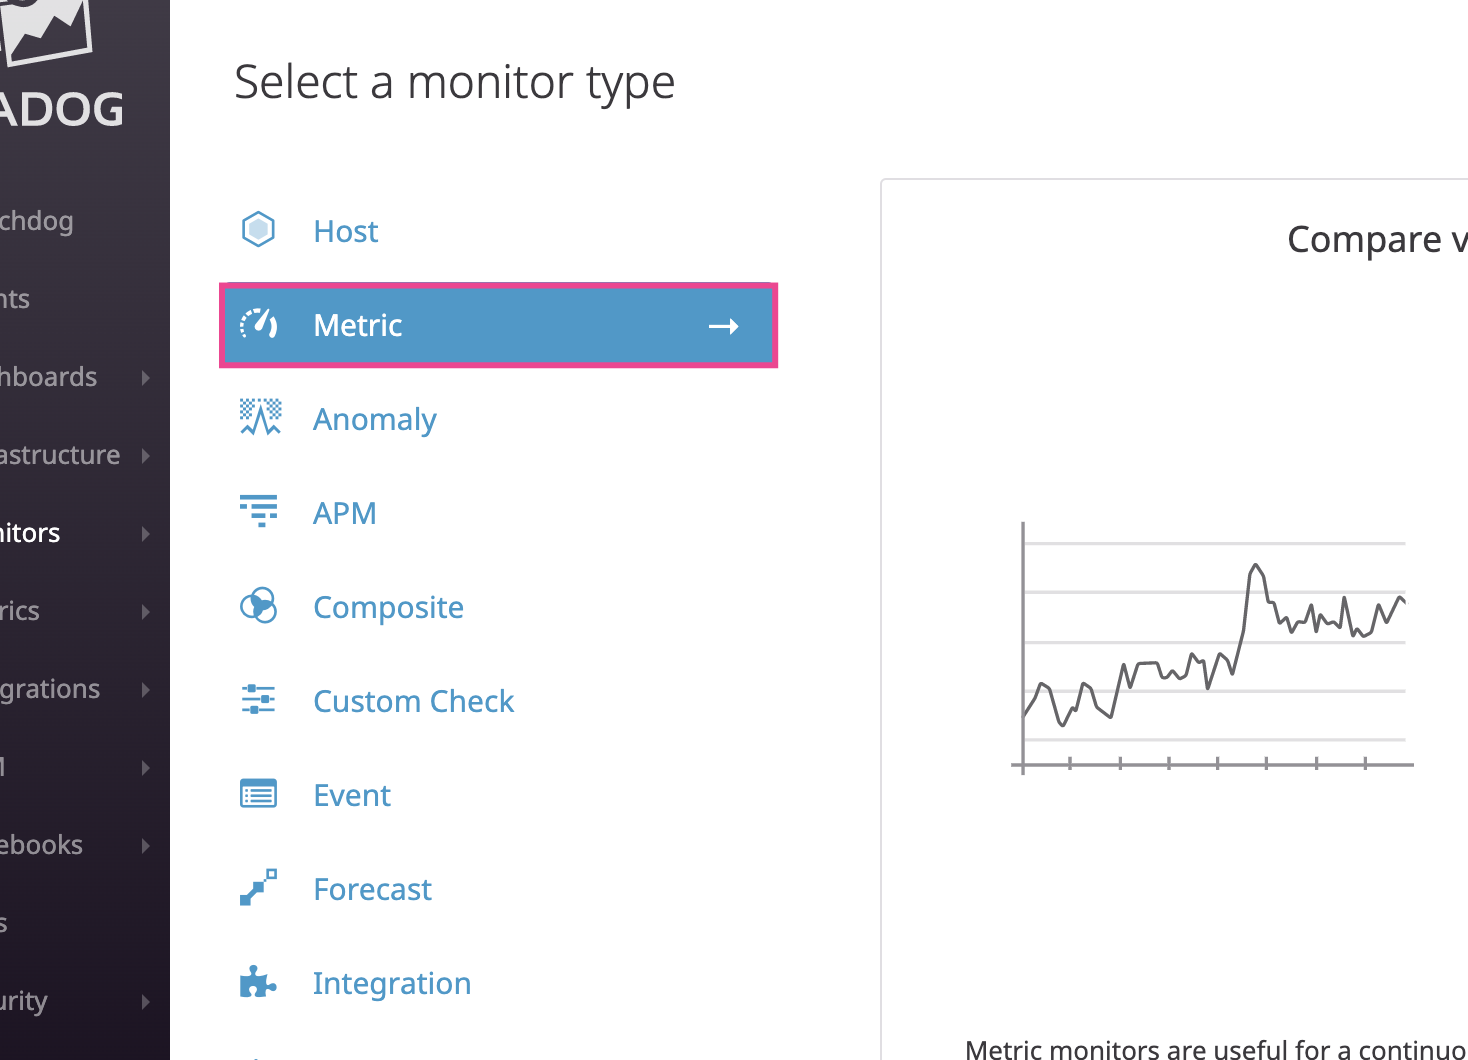 ADOG
chdog
nts
hboards
astructure
nitors
rics
grations
ebooks
s
urity
Select a monitor type
Host
Metric
Anomaly
APM
Composite
Custom Check
Event
Forecast
Integration
Compare v
Metric monitors are useful for a continuo